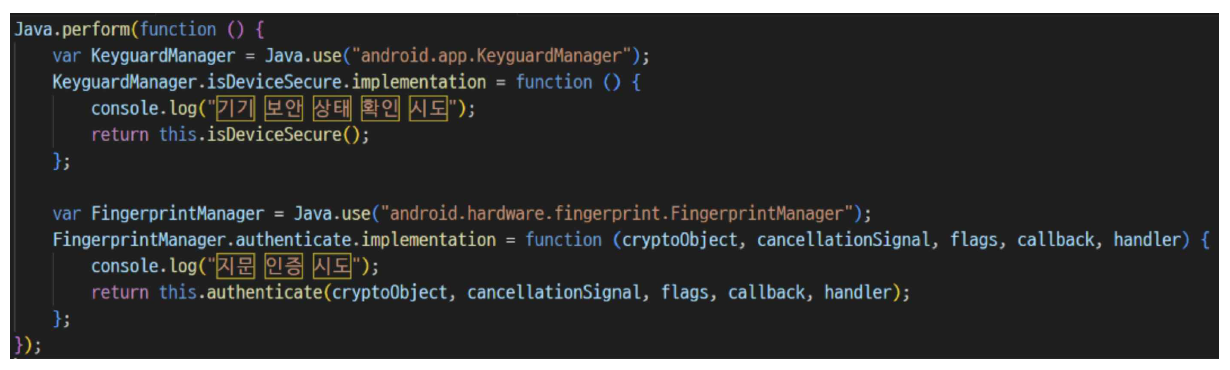 Java.perform(function () {
    var KeyguardManager = Java.use("android.app.KeyguardManager");
    KeyguardManager.isDeviceSecure.implementation = function () {
        console.log("기기 보안 상태 확인 시도");
        return this.isDeviceSecure();
    };

    var FingerprintManager = Java.use("android.hardware.fingerprint.FingerprintManager");
    FingerprintManager.authenticate.implementation = function (cryptoObject, cancellationSignal, flags, callback, handler) {
        console.log("지문 인증 시도");
        return this.authenticate(cryptoObject, cancellationSignal, flags, callback, handler);
    };
});